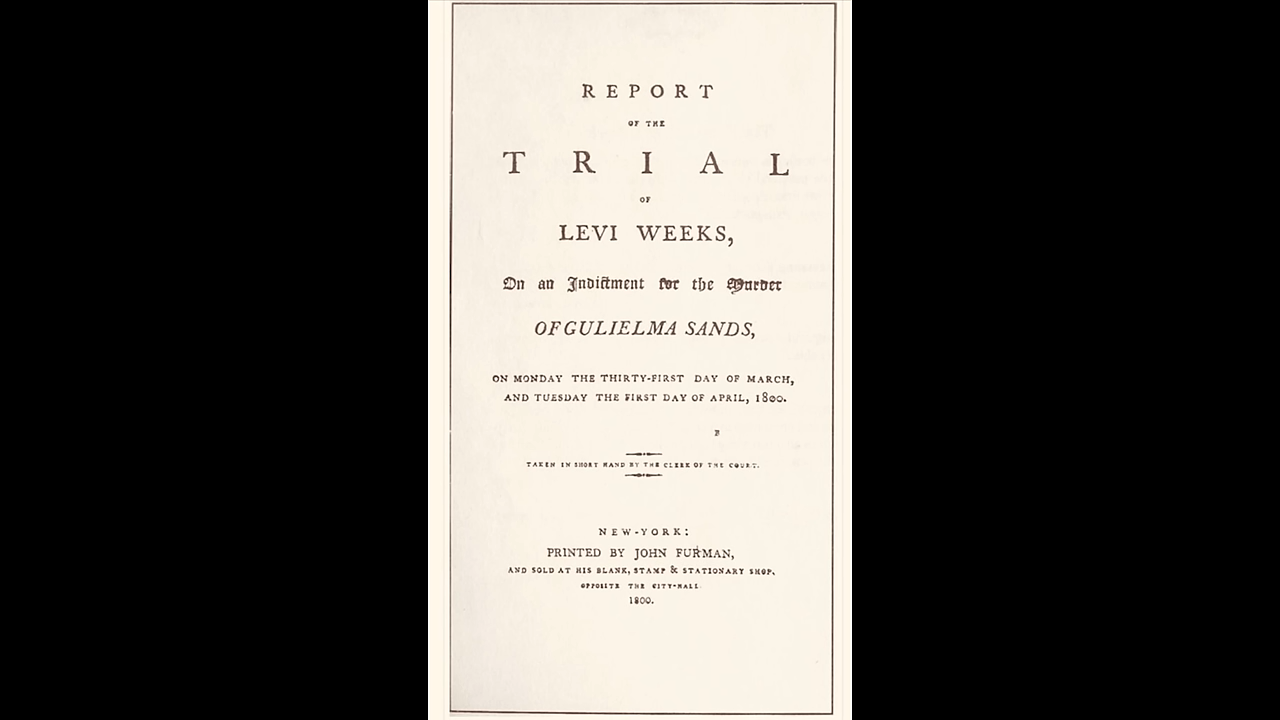 REPORT
OF THE
TRIAL
OF
LEVI WEEKS,
On an Indictment for the Murder
OF GULIELMA SANDS,
ON MONDAY THE THIRTY-FIRST DAY OF MARCH,
AND TUESDAY THE FIRST DAY OF APRIL, 1800.
TAKEN IN SHORT HAND BY THE CLERK OF THE COURT.
NEW-YORK:
PRINTED BY JOHN FURMAN,
AND SOLD AT HIS BLANK, STAMP & STATIONARY SHOP,
OPPOSITE THE CITY-HALL
1800.